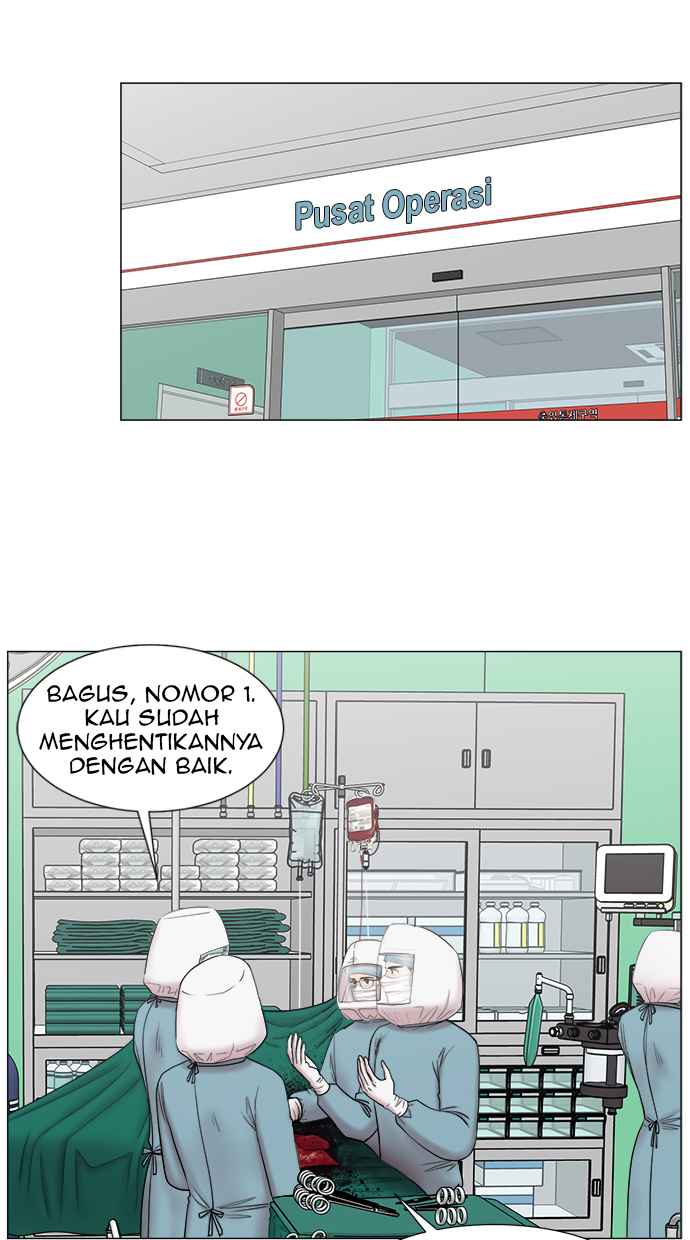 Pusat Operasi
BAGUS, NOMOR 1.
KAU SUDAH
MENGHENTIKANNYA
DENGAN BAIK.